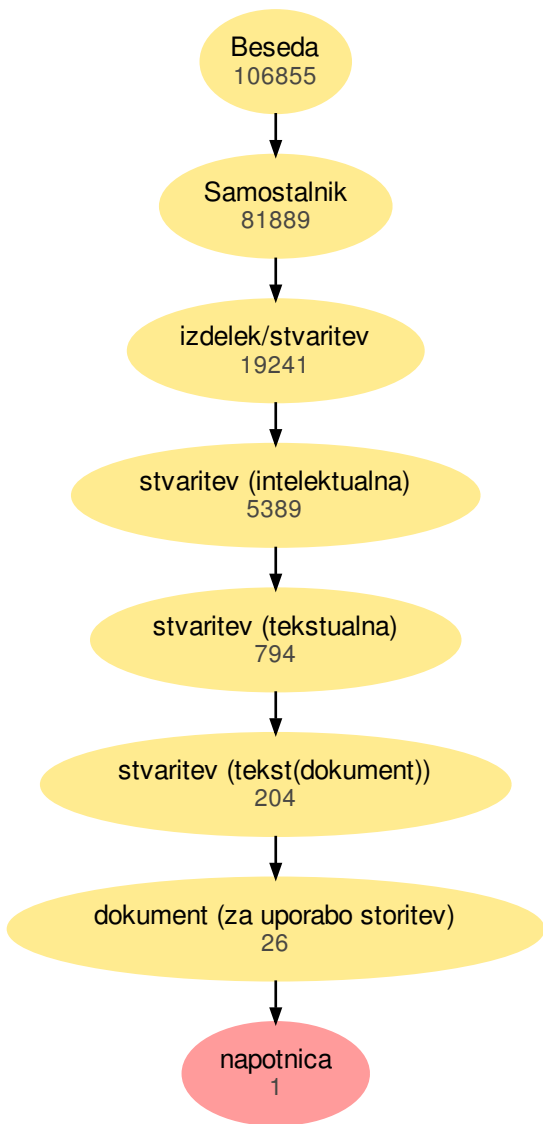 Beseda
106855
Samostalnik
81889
izdelek/stvaritev
19241
stvaritev (intelektualna)
5389
stvaritev (tekstualna)
794
stvaritev (tekst(dokument))
204
dokument (za uporabo storitev)
26
napotnica
1